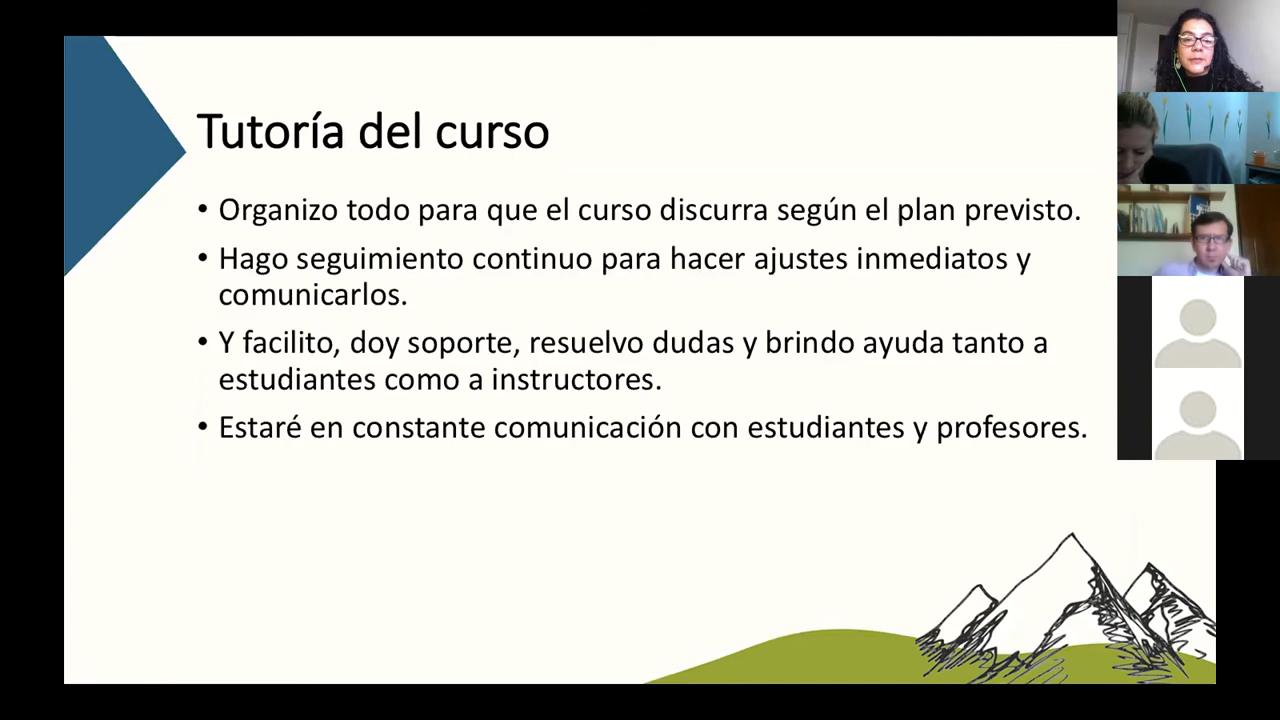 Tutoría del curso
• Organizo todo para que el curso discurra según el plan previsto.
• Hago seguimiento continuo para hacer ajustes inmediatos y
comunicarlos.
• Y facilito, doy soporte, resuelvo dudas y brindo ayuda tanto a
estudiantes como a instructores.
• Estaré en constante comunicación con estudiantes y profesores.